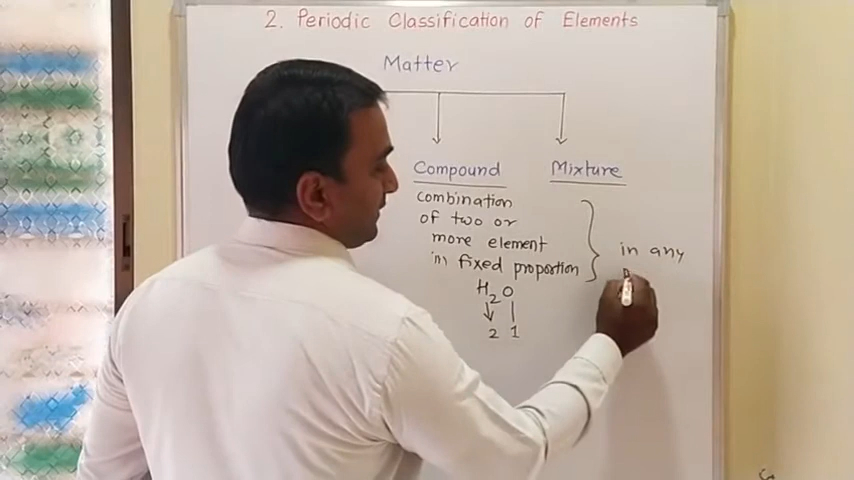 2. Periodic Classification of Elements
Matter
Compound
Mixture
combination
of two or
more element
in fixed proportion
in any
H2O
2 1